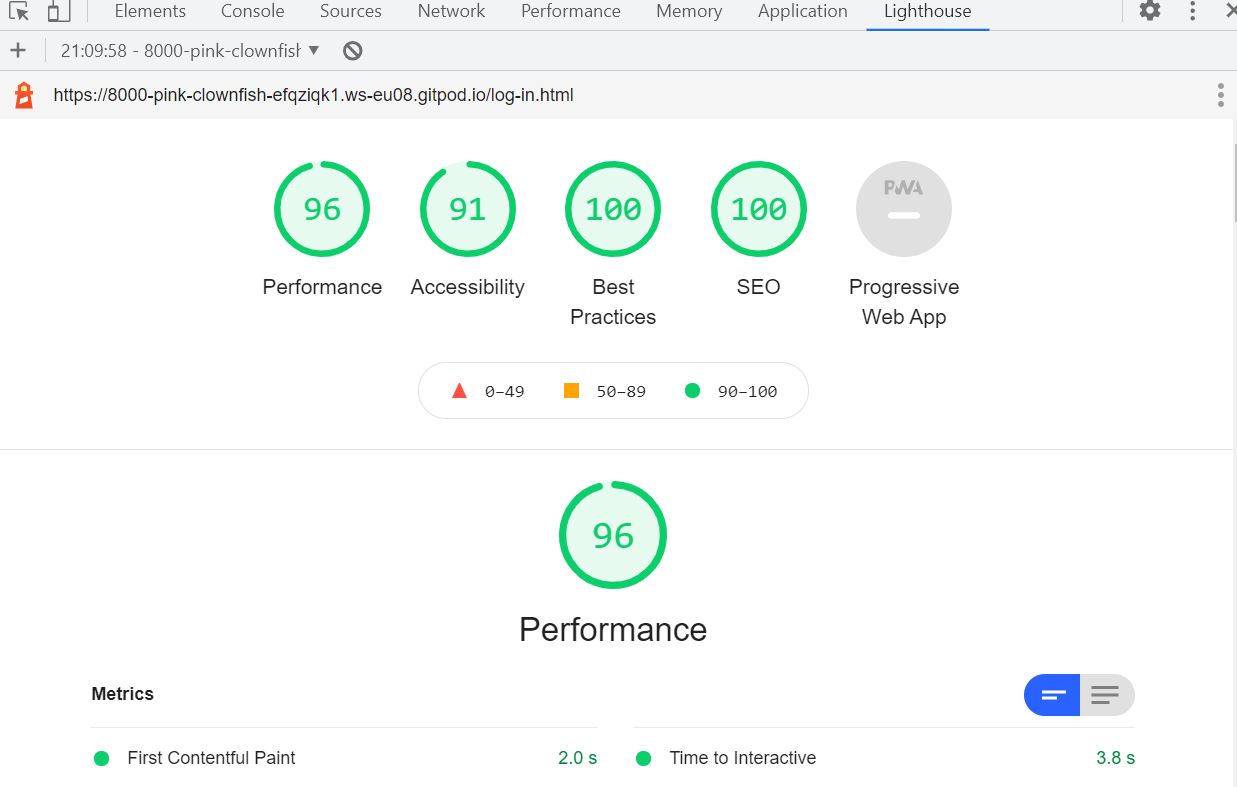 Elements Console Sources Network Performance Memory Application Lighthouse
21:09:58 - 8000-pink-clownfish
https://8000-pink-clownfish-efqziqk1.ws-eu08.gitpod.io/log-in.html
96 91 100 100 PWA
Performance Accessibility Best Practices SEO Progressive Web App
0–49 50–89 90–100
96
Performance
Metrics
First Contentful Paint 2.0 s Time to Interactive 3.8 s